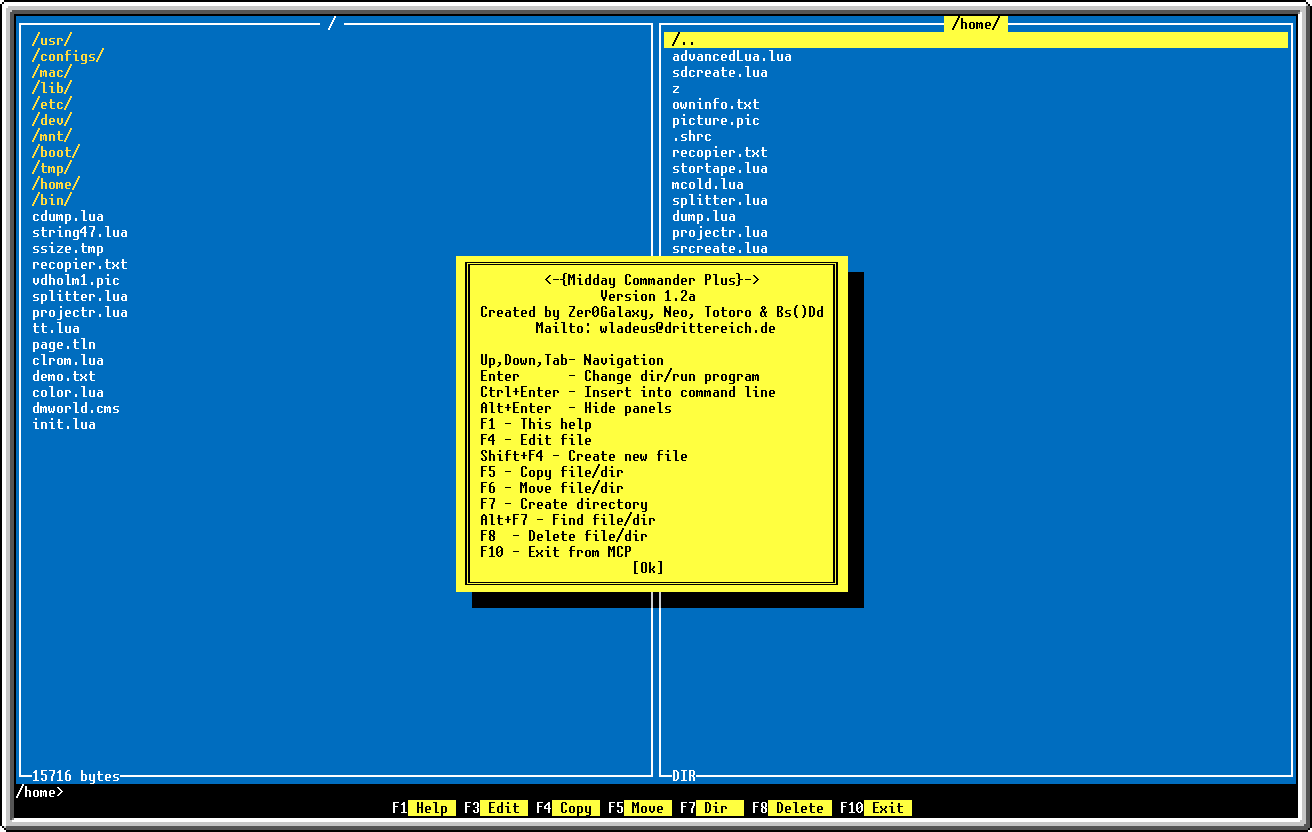 /
/usr/
/configs/
/mac/
/lib/
/etc/
/dev/
/mnt/
/boot/
/tmp/
/home/
/bin/
cdump.lua
string47.lua
ssize.tmp
recopier.txt
vdholm1.pic
splitter.lua
projectr.lua
tt.lua
page.tln
clrom.lua
demo.txt
color.lua
dmworld.cms
init.lua
15716 bytes
/home/
/..
advancedLua.lua
sdcreate.lua
z
owninfo.txt
picture.pic
.shrc
recopier.txt
stortape.lua
mcold.lua
splitter.lua
dump.lua
projectr.lua
srcreate.lua
DIR
<-{Midday Commander Plus}->
Version 1.2a
Created by Zer0Galaxy, Neo, Totoro & Bs()Dd
Mailto: wladeus@drittereich.de
Up,Down,Tab- Navigation
Enter      - Change dir/run program
Ctrl+Enter - Insert into command line
Alt+Enter  - Hide panels
F1 - This help
F4 - Edit file
Shift+F4 - Create new file
F5 - Copy file/dir
F6 - Move file/dir
F7 - Create directory
Alt+F7 - Find file/dir
F8  - Delete file/dir
F10 - Exit from MCP
[Ok]
/home>
F1 Help F3 Edit F4 Copy F5 Move F7 Dir F8 Delete F10 Exit